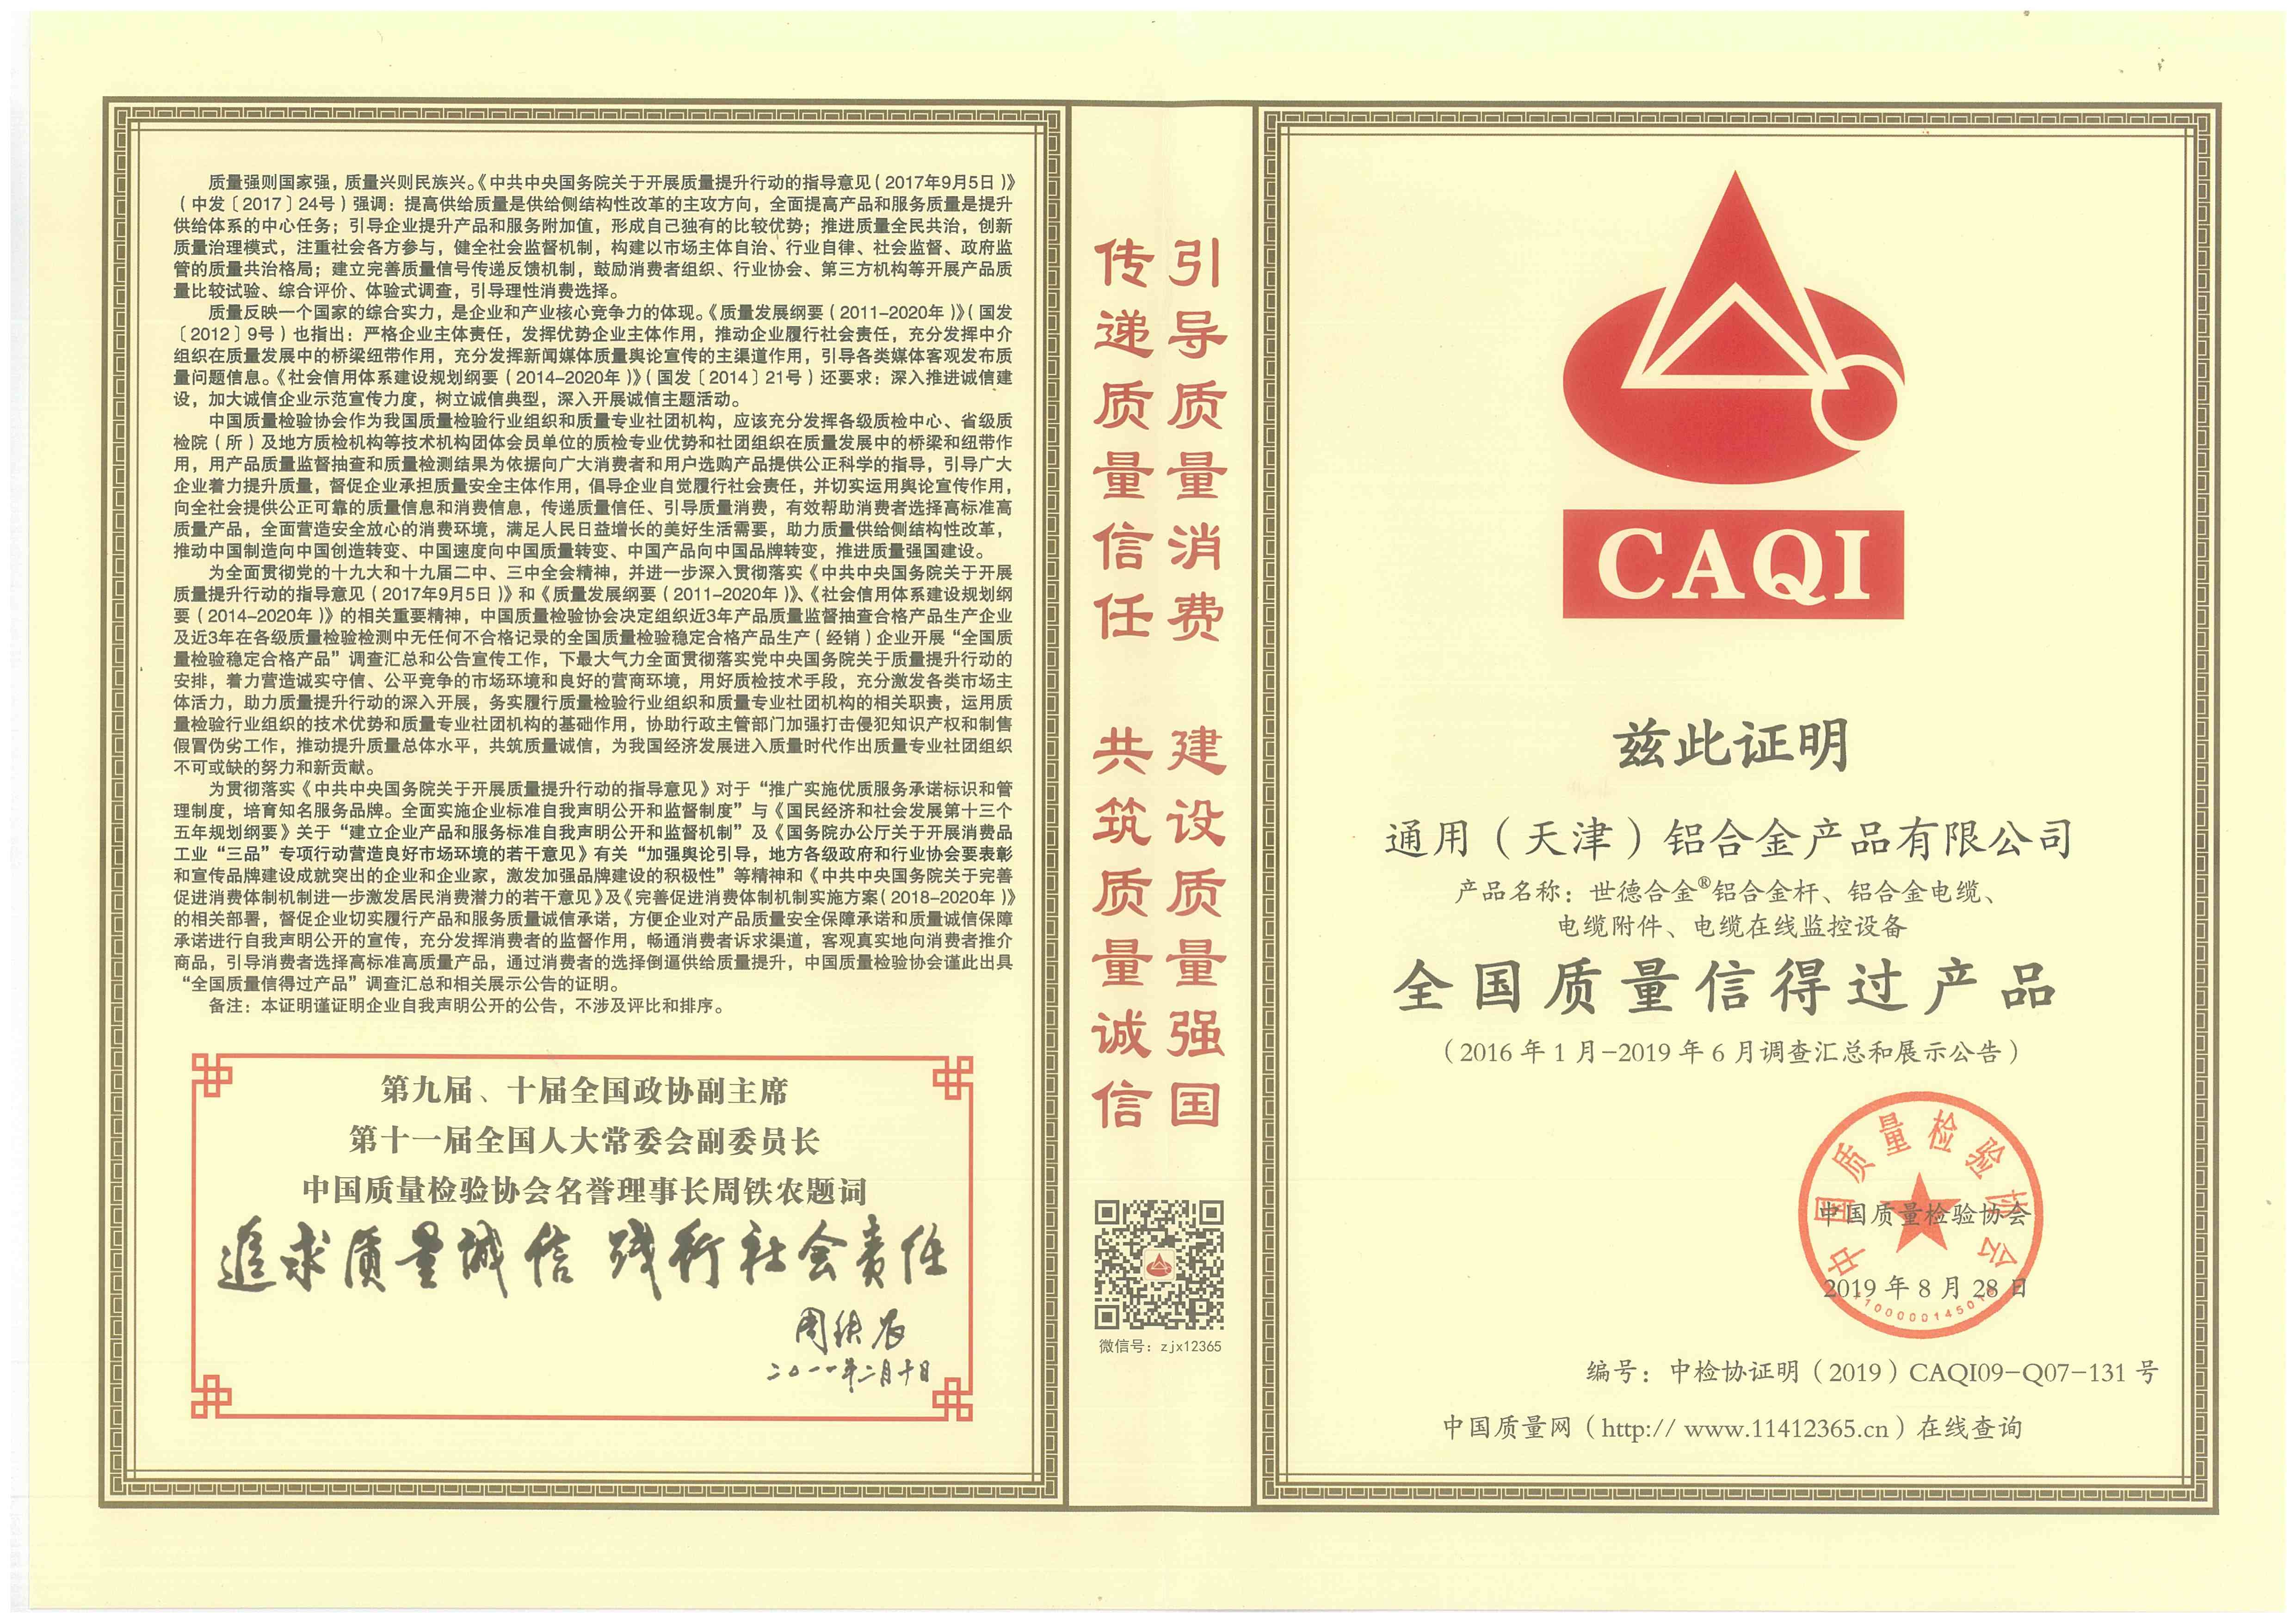 质量强则国家强，质量兴则民族兴。《中共中央国务院关于开展质量提升行动的指导意见（2017年9月5日）》
（中发〔2017〕24号）强调：提高供给质量是供给侧结构性改革的主攻方向，全面提高产品和服务质量是提升
供给体系的中心任务；引导企业提升产品和服务附加值，形成自己独有的比较优势；推进质量全民共治，创新
质量治理模式，注重社会各方参与，健全社会监督机制，构建以市场主体自治、行业自律、社会监督、政府监
管的质量共治格局；建立完善质量信号传递反馈机制，鼓励消费者组织、行业协会、第三方机构等开展产品质
量比较试验、综合评价、体验式调查，引导理性消费选择。
质量反映一个国家的综合实力，是企业和产业核心竞争力的体现。《质量发展纲要（2011-2020年）》（国发
〔2012〕9号）也指出：严格企业主体责任，发挥优势企业主体作用，推动企业履行社会责任，充分发挥中介
组织在质量发展中的桥梁纽带作用，充分发挥新闻媒体质量舆论宣传的主渠道作用，引导各类媒体客观发布质
量问题信息。《社会信用体系建设规划纲要（2014-2020年）》（国发〔2014〕21号）还要求：深入推进诚信建
设，加大诚信企业示范宣传力度，树立诚信典型，深入开展诚信主题活动。
中国质量检验协会作为我国质量检验行业组织和质量专业社团机构，应该充分发挥各级质检中心、省级质
检院（所）及地方质检机构等技术机构团体会员单位的质检专业优势和社团组织在质量发展中的桥梁和纽带作
用，用产品质量监督抽查和质量检测结果为依据向广大消费者和用户选购产品提供公正科学的指导，引导广大
企业着力提升质量，督促企业承担质量安全主体作用，倡导企业自觉履行社会责任，并切实运用舆论宣传作用，
向全社会提供公正可靠的质量信息和消费信息，传递质量信任、引导质量消费，有效帮助消费者选择高标准高
质量产品，全面营造安全放心的消费环境，满足人民日益增长的美好生活需要，助力质量供给侧结构性改革，
推动中国制造向中国创造转变、中国速度向中国质量转变、中国产品向中国品牌转变，推进质量强国建设。
为全面贯彻党的十九大和十九届二中、三中全会精神，并进一步深入贯彻落实《中共中央国务院关于开展
质量提升行动的指导意见（2017年9月5日）》和《质量发展纲要（2011-2020年）》、《社会信用体系建设规划纲
要（2014-2020年）》的相关重要精神，中国质量检验协会决定组织近3年产品质量监督抽查合格产品生产企业
及近3年在各级质量检验检测中无任何不合格记录的全国质量检验稳定合格产品生产（经销）企业开展“全国质
量检验稳定合格产品”调查汇总和公告宣传工作，下最大气力全面贯彻落实党中央国务院关于质量提升行动的
安排，着力营造诚实守信、公平竞争的市场环境和良好的营商环境，用好质检技术手段，充分激发各类市场主
体活力，助力质量提升行动的深入开展，务实履行质量检验行业组织和质量专业社团机构的相关职责，运用质
量检验行业组织的技术优势和质量专业社团机构的基础作用，协助行政主管部门加强打击侵犯知识产权和制售
假冒伪劣工作，推动提升质量总体水平，共筑质量诚信，为我国经济发展进入质量时代作出质量专业社团组织
不可或缺的努力和新贡献。
为贯彻落实《中共中央国务院关于开展质量提升行动的指导意见》对于“推广实施优质服务承诺标识和管
理制度，培育知名服务品牌。全面实施企业标准自我声明公开和监督制度”与《国民经济和社会发展第十三个
五年规划纲要》关于“建立企业产品和服务标准自我声明公开和监督机制”及《国务院办公厅关于开展消费品
工业“三品”专项行动营造良好市场环境的若干意见》有关“加强舆论引导，地方各级政府和行业协会要表彰
和宣传品牌建设成就突出的企业和企业家，激发加强品牌建设的积极性”等精神和《中共中央国务院关于完善
促进消费体制机制进一步激发居民消费潜力的若干意见》及《完善促进消费体制机制实施方案（2018-2020年）》
的相关部署，督促企业切实履行产品和服务质量诚信承诺，方便企业对产品质量安全保障承诺和质量诚信保障
承诺进行自我声明公开的宣传，充分发挥消费者的监督作用，畅通消费者诉求渠道，客观真实地向消费者推介
商品，引导消费者选择高标准高质量产品，通过消费者的选择倒逼供给质量提升，中国质量检验协会谨此出具
“全国质量信得过产品”调查汇总和相关展示公告的证明。
备注：本证明谨证明企业自我声明公开的公告，不涉及评比和排序。
第九届、十届全国政协副主席
第十一届全国人大常委会副委员长
中国质量检验协会名誉理事长周铁农题词
追求质量诚信 践行社会责任
周铁农
二〇一一年二月十日
引导质量消费 建设质量强国
传递质量信任 共筑质量诚信
微信号：zjx12365
CAQI
兹此证明
通用（天津）铝合金产品有限公司
产品名称：世德合金®铝合金杆、铝合金电缆、
电缆附件、电缆在线监控设备
全国质量信得过产品
（2016年1月-2019年6月调查汇总和展示公告）
中国质量检验协会
中国质量检验协会
2019年8月28日
编号：中检协证明（2019）CAQI09-Q07-131号
中国质量网（http:// www.11412365.cn）在线查询